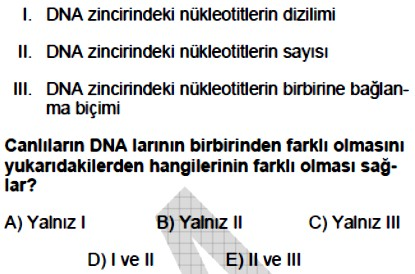 I. DNA zincirindeki nükleotitlerin dizilimi
II. DNA zincirindeki nükleotitlerin sayısı
III. DNA zincirindeki nükleotitlerin birbirine bağlan-
ma biçimi
Canlıların DNA larının birbirinden farklı olmasını
yukarıdakilerden hangilerinin farklı olması sağ-
lar?
A) Yalnız I B) Yalnız II C) Yalnız III
D) I ve II E) II ve III